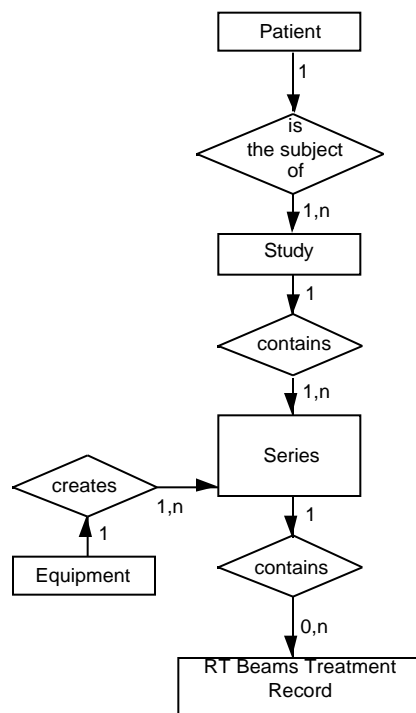 Patient
1
is
the subject
of
1,n
Study
1
contains
1,n
Series
creates
1,n
1
Equipment
1
contains
0,n
RT Beams Treatment
Record